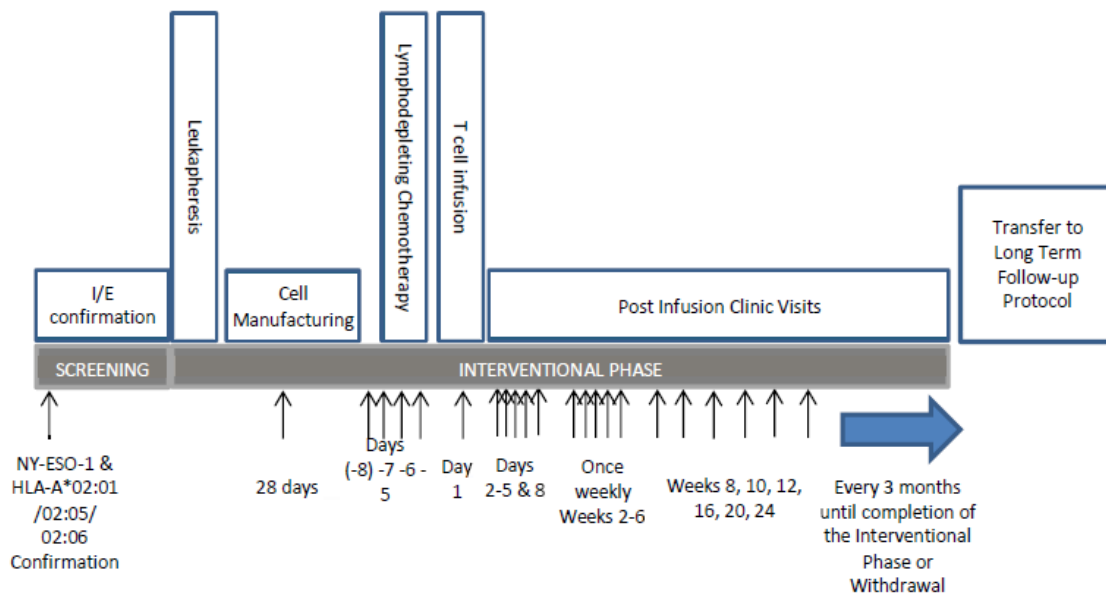 Leukapheresis
Lymphodepleting Chemotherapy
T cell infusion
I/E
confirmation
Cell
Manufacturing
Post Infusion Clinic Visits
Transfer to
Long Term
Follow-up
Protocol
SCREENING
INTERVENTIONAL PHASE
NY-ESO-1 &
HLA-A*02:01
/02:05/
02:06
Confirmation
28 days
Days
(-8) -7 -6 -
5
Day
1
Days
2-5 & 8
Once
weekly
Weeks 2-6
Weeks 8, 10, 12,
16, 20, 24
Every 3 months
until completion of
the Interventional
Phase or
Withdrawal